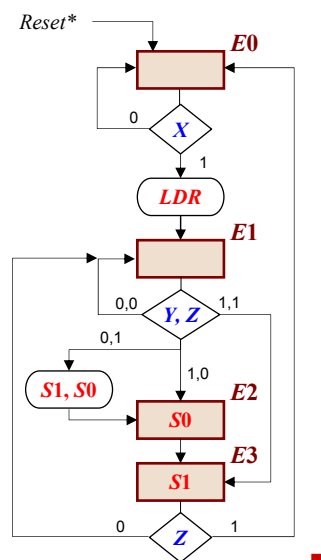 Reset*
E0
0
X
1
LDR
E1
0,0
Y, Z
1,1
0,1
S1, S0
1,0
E2
S0
E3
S1
0
Z
1